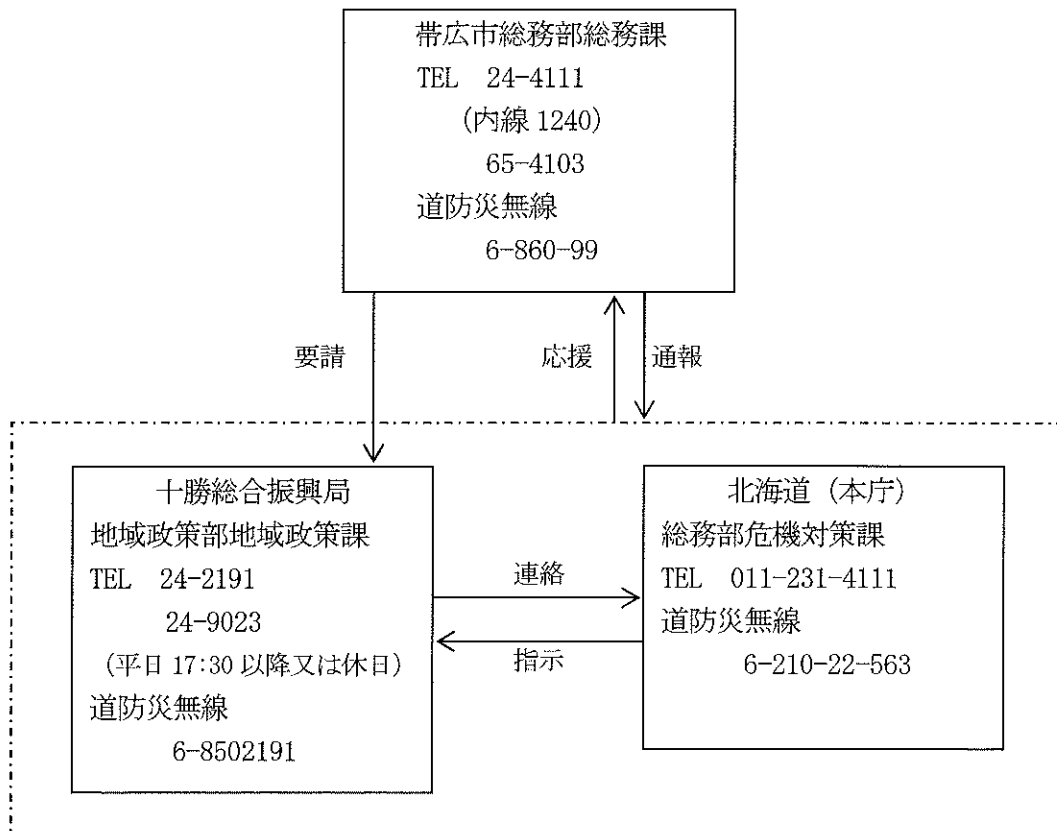 帯広市総務部総務課
TEL 24-4111
(内線 1240)
65-4103
道防災無線
6-860-99
要請
応援
通報
十勝総合振興局
地域政策部地域政策課
TEL 24-2191
24-9023
(平日 17:30 以降又は休日)
道防災無線
6-8502191
連絡
指示
北海道(本庁)
総務部危機対策課
TEL 011-231-4111
道防災無線
6-210-22-563